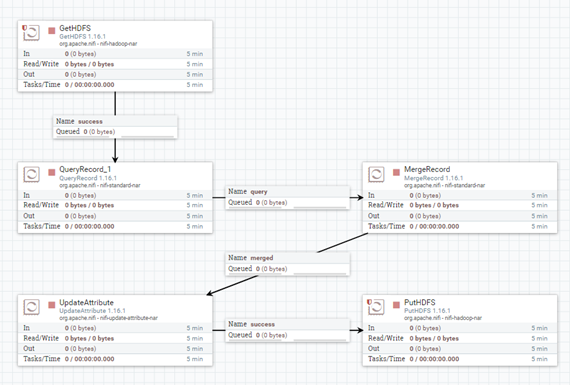 GetHDFS
GetHDFS 1.16.1
org.apache.nifi - nifi-hadoop-nar
In 0 (0 bytes) 5 min
Read/Write 0 bytes / 0 bytes 5 min
Out 0 (0 bytes) 5 min
Tasks/Time 0 / 00:00:00.000 5 min
Name success
Queued 0 (0 bytes)
QueryRecord_1
QueryRecord 1.16.1
org.apache.nifi - nifi-standard-nar
In 0 (0 bytes) 5 min
Read/Write 0 bytes / 0 bytes 5 min
Out 0 (0 bytes) 5 min
Tasks/Time 0 / 00:00:00.000 5 min
Name query
Queued 0 (0 bytes)
MergeRecord
MergeRecord 1.16.1
org.apache.nifi - nifi-standard-nar
In 0 (0 bytes) 5 min
Read/Write 0 bytes / 0 bytes 5 min
Out 0 (0 bytes) 5 min
Tasks/Time 0 / 00:00:00.000 5 min
Name merged
Queued 0 (0 bytes)
UpdateAttribute
UpdateAttribute 1.16.1
org.apache.nifi - nifi-update-attribute-nar
In 0 (0 bytes) 5 min
Read/Write 0 bytes / 0 bytes 5 min
Out 0 (0 bytes) 5 min
Tasks/Time 0 / 00:00:00.000 5 min
Name success
Queued 0 (0 bytes)
PutHDFS
PutHDFS 1.16.1
org.apache.nifi - nifi-hadoop-nar
In 0 (0 bytes) 5 min
Read/Write 0 bytes / 0 bytes 5 min
Out 0 (0 bytes) 5 min
Tasks/Time 0 / 00:00:00.000 5 min